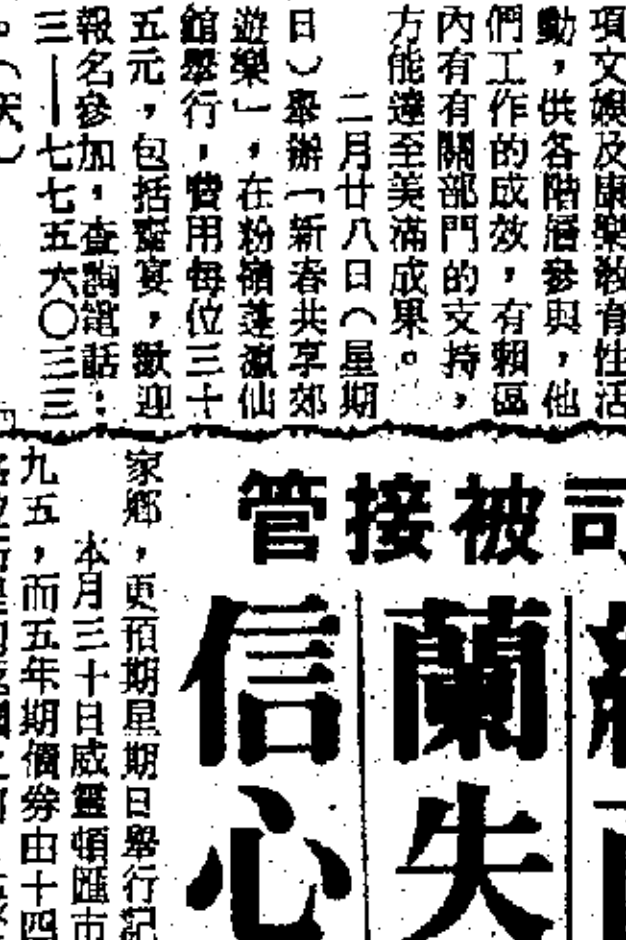 項文娛及康樂教育性活
動，供各階層參與，他
們工作的成效，有賴區
內有有關部門的支持，
方能達至美滿成果。
二月廿八日（星期
日）舉辦「新春共享郊
遊樂」，在粉嶺蓬瀛仙
館舉行，費用每位三十
五元，包括齋宴，歡迎
報名參加，查詢電話：
三—七七五六〇三三
司被接管
蘭失
信心
家鄉，更預期星期日舉行記
本月三十日威靈頓匯市
九五，而五年期債券由十四